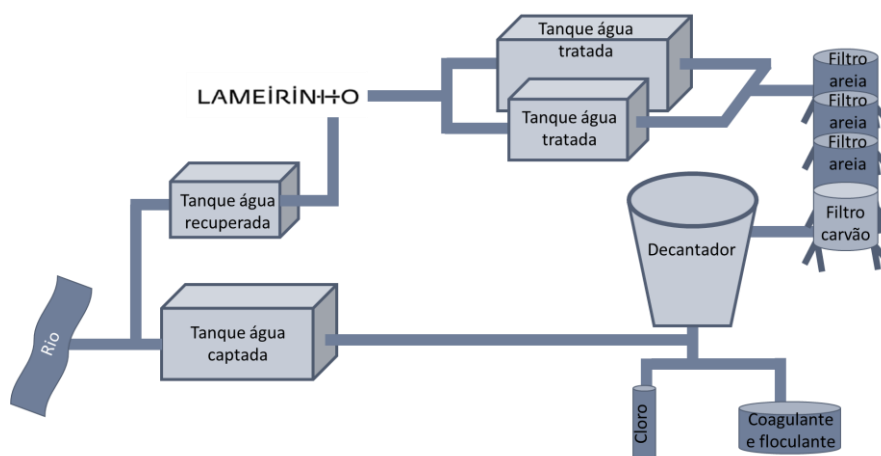 Tanque água
tratada
Filtro
areia
LAMEIRINHO
Tanque água
tratada
Filtro
areia
Filtro
areia
Tanque água
recuperada
Filtro
carvão
Decantador
Rio
Tanque água
captada
Cloro
Coagulante
e floculante